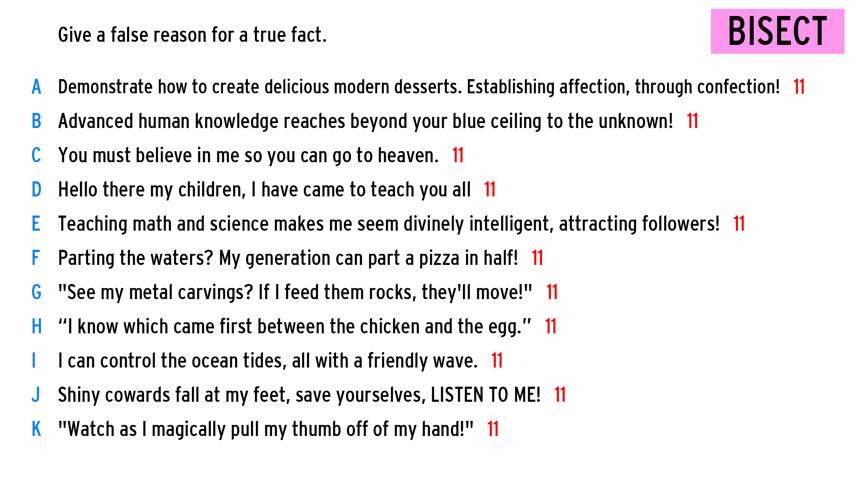 Give a false reason for a true fact.
BISECT
A Demonstrate how to create delicious modern desserts. Establishing affection, through confection! 11
B Advanced human knowledge reaches beyond your blue ceiling to the unknown! 11
C You must believe in me so you can go to heaven. 11
D Hello there my children, I have came to teach you all 11
E Teaching math and science makes me seem divinely intelligent, attracting followers! 11
F Parting the waters? My generation can part a pizza in half! 11
G "See my metal carvings? If I feed them rocks, they'll move!" 11
H “I know which came first between the chicken and the egg.” 11
I I can control the ocean tides, all with a friendly wave. 11
J Shiny cowards fall at my feet, save yourselves, LISTEN TO ME! 11
K "Watch as I magically pull my thumb off of my hand!" 11